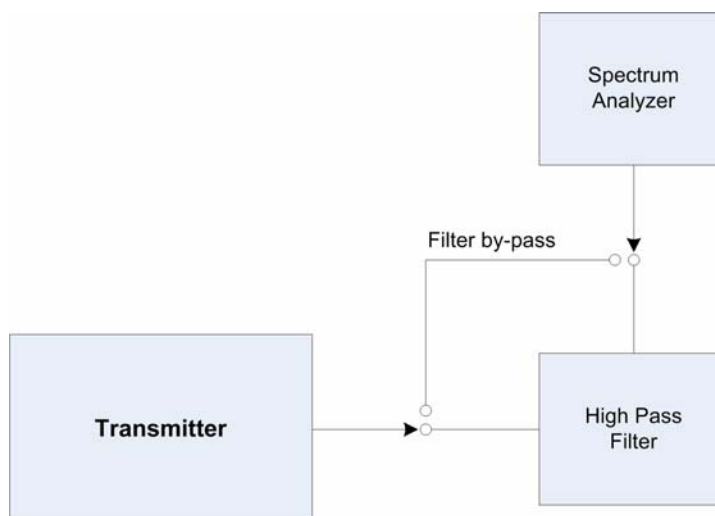 Spectrum
Analyzer
Filter by-pass
Transmitter
High Pass
Filter